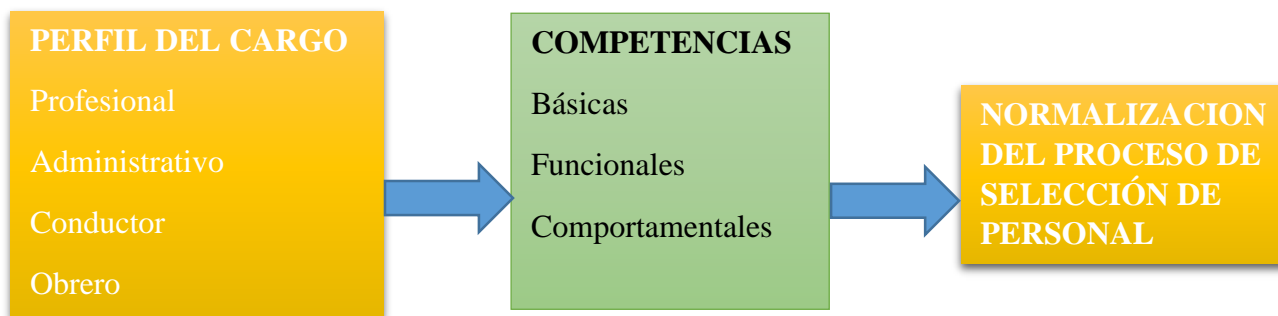 PERFIL DEL CARGO
Profesional
Administrativo
Conductor
Obrero
COMPETENCIAS
Básicas
Funcionales
Comportamentales
NORMALIZACION
DEL PROCESO DE
SELECCIÓN DE
PERSONAL